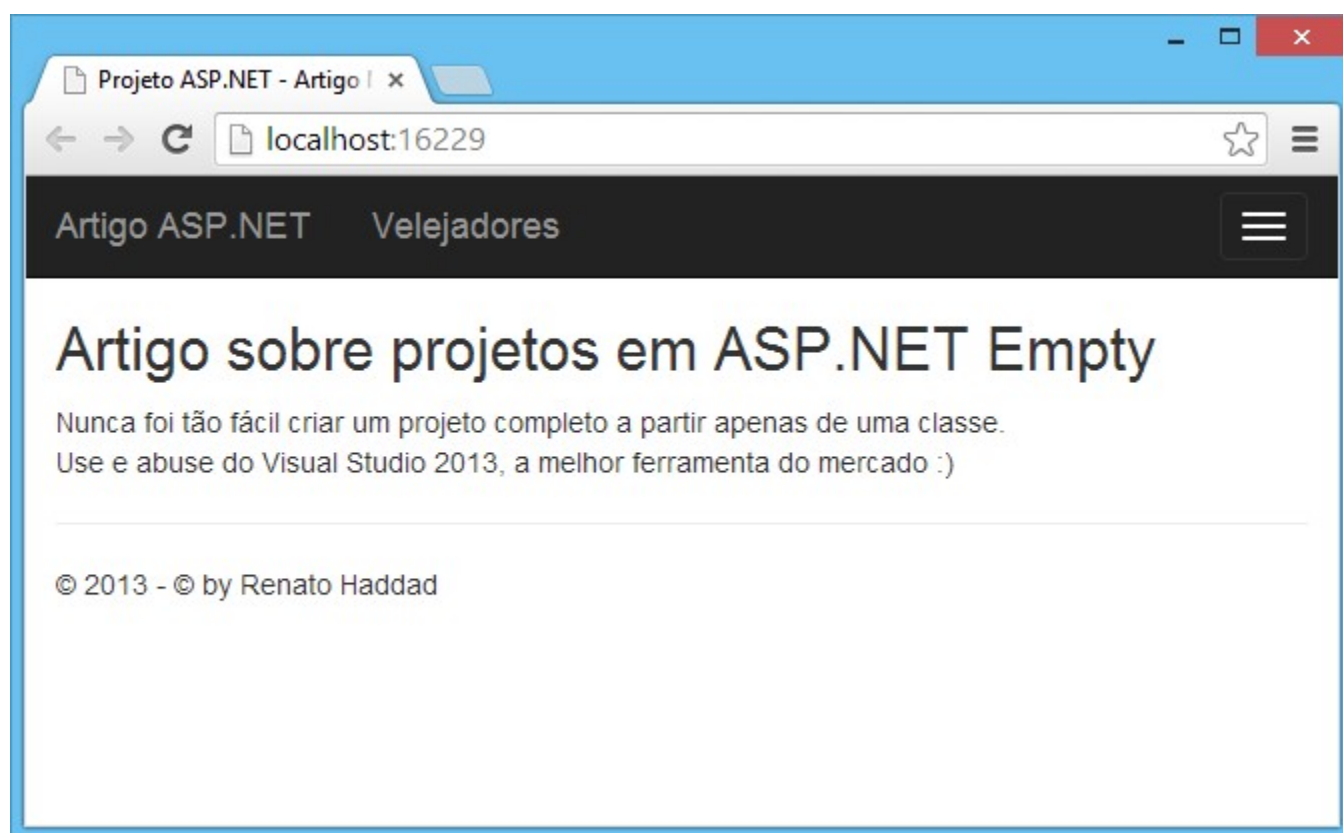 Projeto ASP.NET - Artigo
localhost:16229
Artigo ASP.NET Velejadores
Artigo sobre projetos em ASP.NET Empty
Nunca foi tão fácil criar um projeto completo a partir apenas de uma classe.
Use e abuse do Visual Studio 2013, a melhor ferramenta do mercado :)
© 2013 - © by Renato Haddad